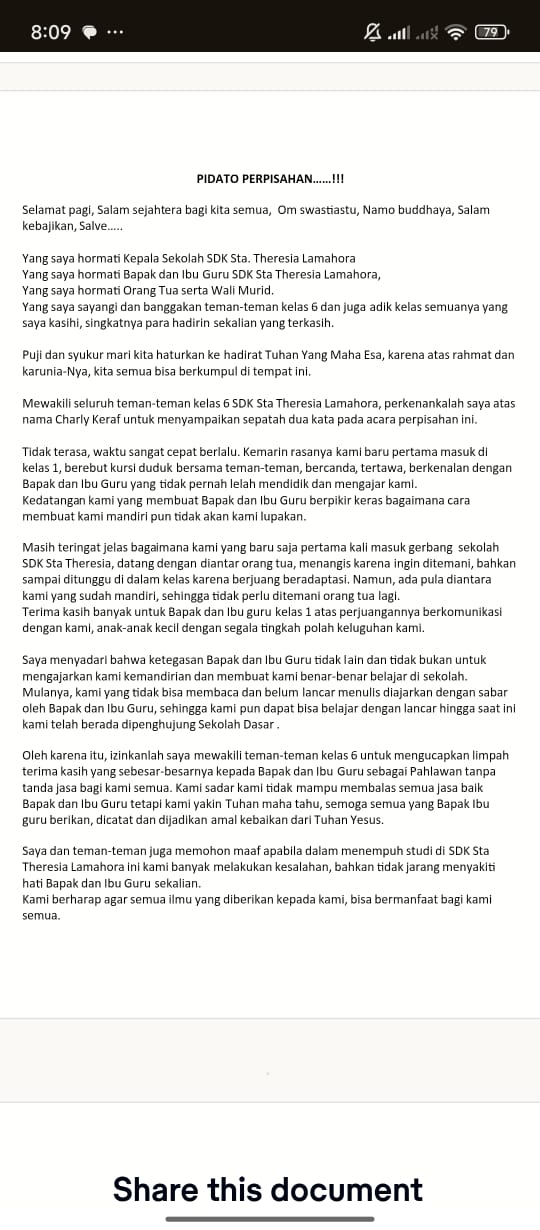 8:09
79
PIDATO PERPISAHAN......!!!
Selamat pagi, Salam sejahtera bagi kita semua, Om swastiastu, Namo buddhaya, Salam
kebajikan, Salve.....
Yang saya hormati Kepala Sekolah SDK Sta. Theresia Lamahora
Yang saya hormati Bapak dan Ibu Guru SDK Sta Theresia Lamahora,
Yang saya hormati Orang Tua serta Wali Murid.
Yang saya sayangi dan banggakan teman-teman kelas 6 dan juga adik kelas semuanya yang
saya kasihi, singkatnya para hadirin sekalian yang terkasih.
Puji dan syukur mari kita haturkan ke hadirat Tuhan Yang Maha Esa, karena atas rahmat dan
karunia-Nya, kita semua bisa berkumpul di tempat ini.
Mewakili seluruh teman-teman kelas 6 SDK Sta Theresia Lamahora, perkenankalah saya atas
nama Charly Keraf untuk menyampaikan sepatah dua kata pada acara perpisahan ini.
Tidak terasa, waktu sangat cepat berlalu. Kemarin rasanya kami baru pertama masuk di
kelas 1, berebut kursi duduk bersama teman-teman, bercanda, tertawa, berkenalan dengan
Bapak dan Ibu Guru yang tidak pernah lelah mendidik dan mengajar kami.
Kedatangan kami yang membuat Bapak dan Ibu Guru berpikir keras bagaimana cara
membuat kami mandiri pun tidak akan kami lupakan.
Masih teringat jelas bagaimana kami yang baru saja pertama kali masuk gerbang sekolah
SDK Sta Theresia, datang dengan diantar orang tua, menangis karena ingin ditemani, bahkan
sampai ditunggu di dalam kelas karena berjuang beradaptasi. Namun, ada pula diantara
kami yang sudah mandiri, sehingga tidak perlu ditemani orang tua lagi.
Terima kasih banyak untuk Bapak dan Ibu guru kelas 1 atas perjuangannya berkomunikasi
dengan kami, anak-anak kecil dengan segala tingkah polah keluguhan kami.
Saya menyadari bahwa ketegasan Bapak dan Ibu Guru tidak lain dan tidak bukan untuk
mengajarkan kami kemandirian dan membuat kami benar-benar belajar di sekolah.
Mulanya, kami yang tidak bisa membaca dan belum lancar menulis diajarkan dengan sabar
oleh Bapak dan Ibu Guru, sehingga kami pun dapat bisa belajar dengan lancar hingga saat ini
kami telah berada dipenghujung Sekolah Dasar .
Oleh karena itu, izinkanlah saya mewakili teman-teman kelas 6 untuk mengucapkan limpah
terima kasih yang sebesar-besarnya kepada Bapak dan Ibu Guru sebagai Pahlawan tanpa
tanda jasa bagi kami semua. Kami sadar kami tidak mampu membalas semua jasa baik
Bapak dan Ibu Guru tetapi kami yakin Tuhan maha tahu, semoga semua yang Bapak Ibu
guru berikan, dicatat dan dijadikan amal kebaikan dari Tuhan Yesus.
Saya dan teman-teman juga memohon maaf apabila dalam menempuh studi di SDK Sta
Theresia Lamahora ini kami banyak melakukan kesalahan, bahkan tidak jarang menyakiti
hati Bapak dan Ibu Guru sekalian.
Kami berharap agar semua ilmu yang diberikan kepada kami, bisa bermanfaat bagi kami
semua.
Share this document